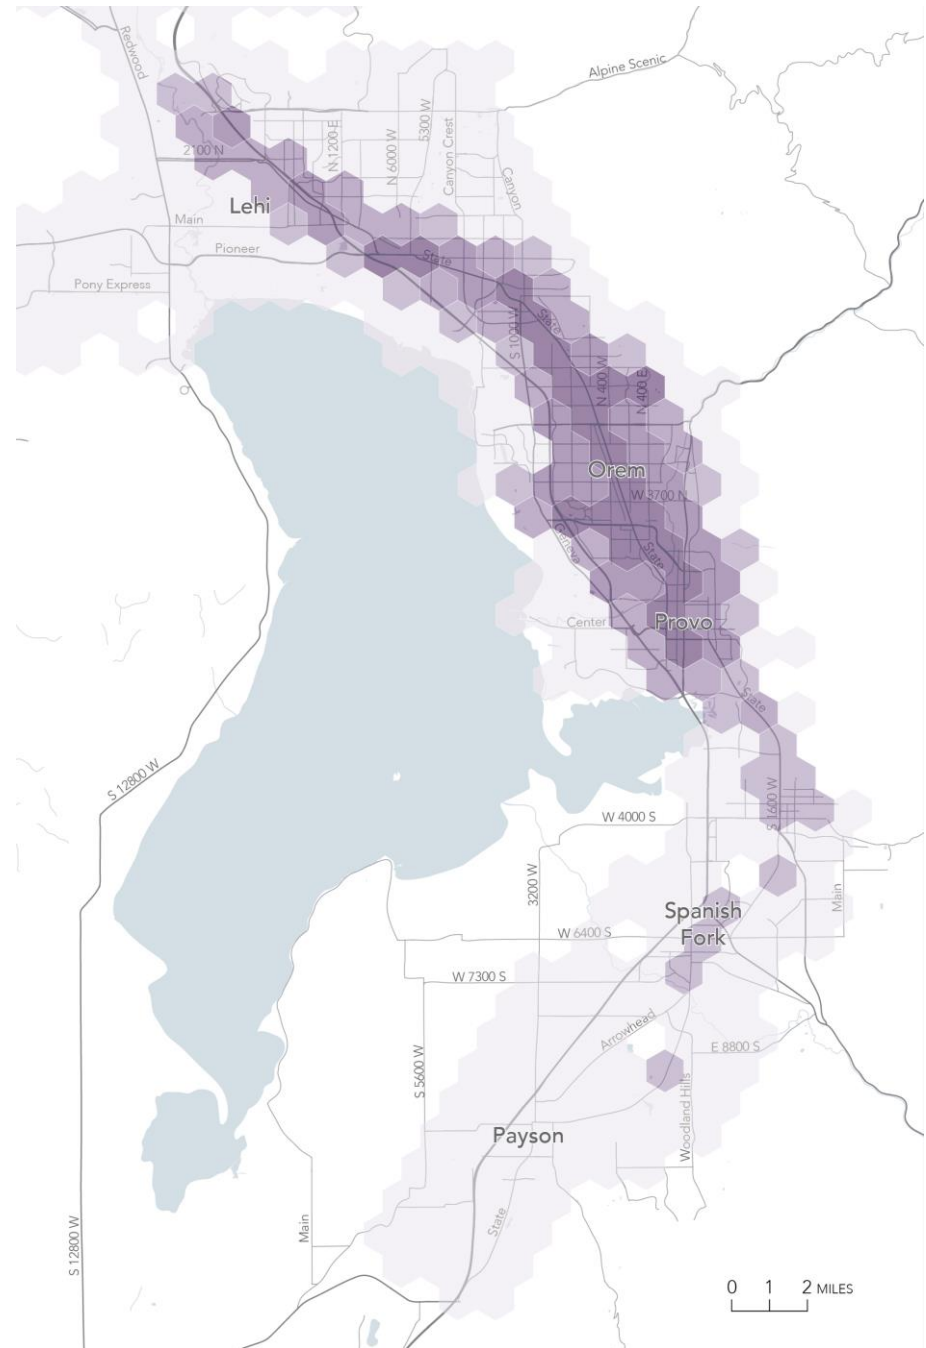 Redwood
Alpine Scenic
5300 W
N 1200 E
N 6000 W
Canyon Crest
2100 N
Canyon
Lehi
Main
Pioneer
State
Pony Express
S 1000 W
State
N 400 W
N 400 E
Orem
W 3700 N
Geneva
State
Center
Provo
State
S 12800 W
S 1600 W
W 4000 S
3200 W
Main
Spanish
Fork
W 6400 S
W 7300 S
Arrowhead
E 8800 S
S 5600 W
Woodland Hills
Payson
Main
State
S 12800 W
0 1 2 MILES